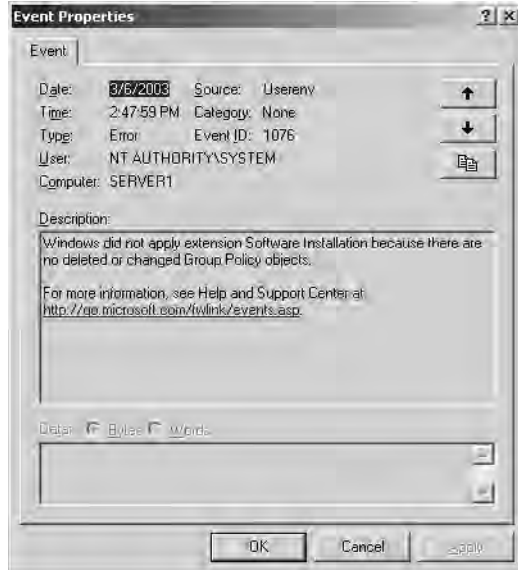 Event Properties
Event
Date: 3/6/2003 Source: Userenv
Time: 2:47:59 PM Category: None
Type: Error Event ID: 1076
User: NT AUTHORITY\SYSTEM
Computer: SERVER1
Description:
Windows did not apply extension Software Installation because there are
no deleted or changed Group Policy objects.
For more information, see Help and Support Center at
http://go.microsoft.com/fwlink/events.asp.
Data: Bytes Words
OK Cancel Apply